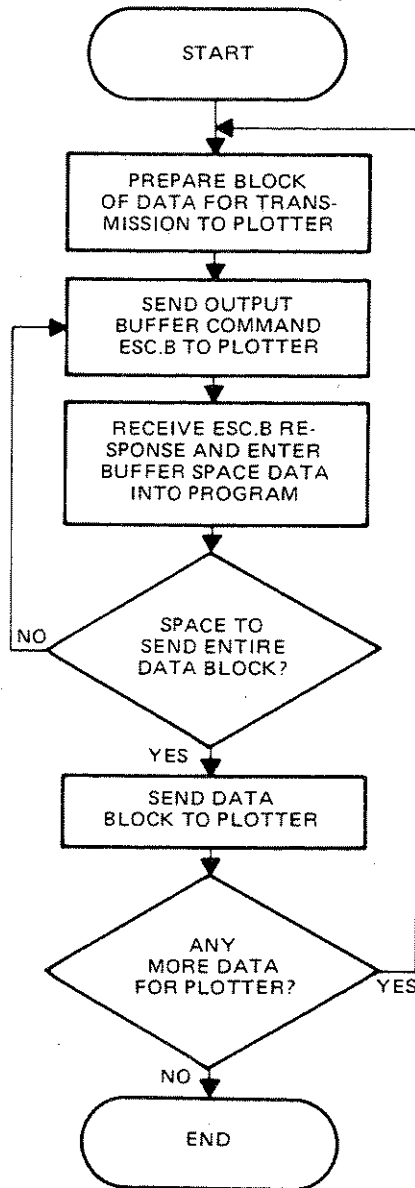 START
PREPARE BLOCK
OF DATA FOR TRANS-
MISSION TO PLOTTER
SEND OUTPUT
BUFFER COMMAND
ESC.B TO PLOTTER
RECEIVE ESC.B RE-
SPONSE AND ENTER
BUFFER SPACE DATA
INTO PROGRAM
NO
SPACE TO
SEND ENTIRE
DATA BLOCK?
YES
SEND DATA
BLOCK TO PLOTTER
ANY
MORE DATA
FOR PLOTTER?
YES
NO
END